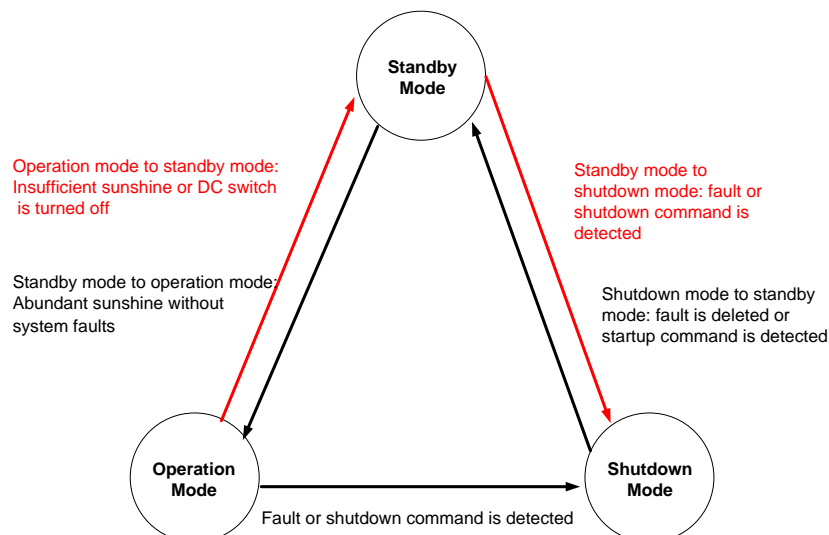 Standby
Mode
Operation mode to standby mode:
Insufficient sunshine or DC switch
is turned off
Standby mode to
shutdown mode: fault or
shutdown command is
detected
Standby mode to operation mode:
Abundant sunshine without
system faults
Shutdown mode to standby
mode: fault is deleted or
startup command is detected
Operation
Mode
Shutdown
Mode
Fault or shutdown command is detected